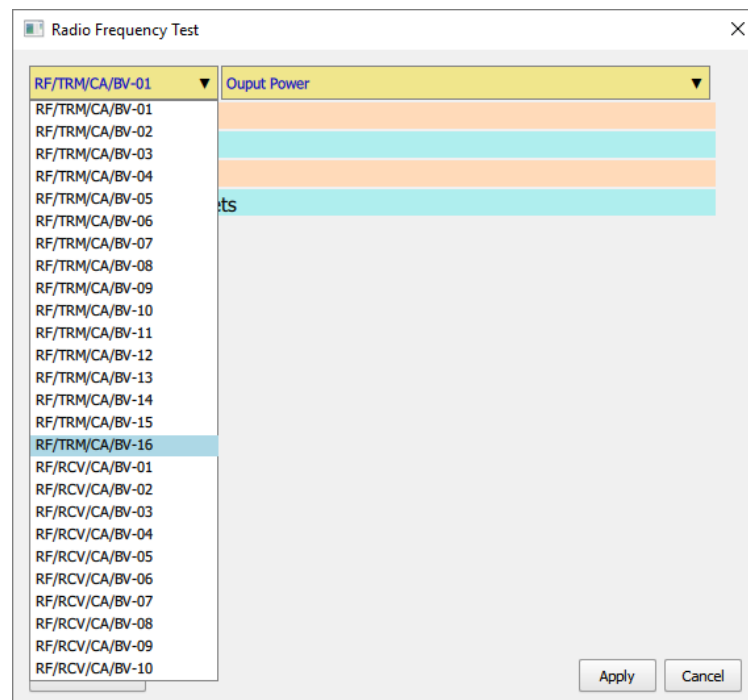 Radio Frequency Test
RF/TRM/CA/BV-01 ▼ Ouput Power ▼
RF/TRM/CA/BV-01
RF/TRM/CA/BV-02
RF/TRM/CA/BV-03
RF/TRM/CA/BV-04
RF/TRM/CA/BV-05
ets
RF/TRM/CA/BV-06
RF/TRM/CA/BV-07
RF/TRM/CA/BV-08
RF/TRM/CA/BV-09
RF/TRM/CA/BV-10
RF/TRM/CA/BV-11
RF/TRM/CA/BV-12
RF/TRM/CA/BV-13
RF/TRM/CA/BV-14
RF/TRM/CA/BV-15
RF/TRM/CA/BV-16
RF/RCV/CA/BV-01
RF/RCV/CA/BV-02
RF/RCV/CA/BV-03
RF/RCV/CA/BV-04
RF/RCV/CA/BV-05
RF/RCV/CA/BV-06
RF/RCV/CA/BV-07
RF/RCV/CA/BV-08
RF/RCV/CA/BV-09
RF/RCV/CA/BV-10
Apply Cancel